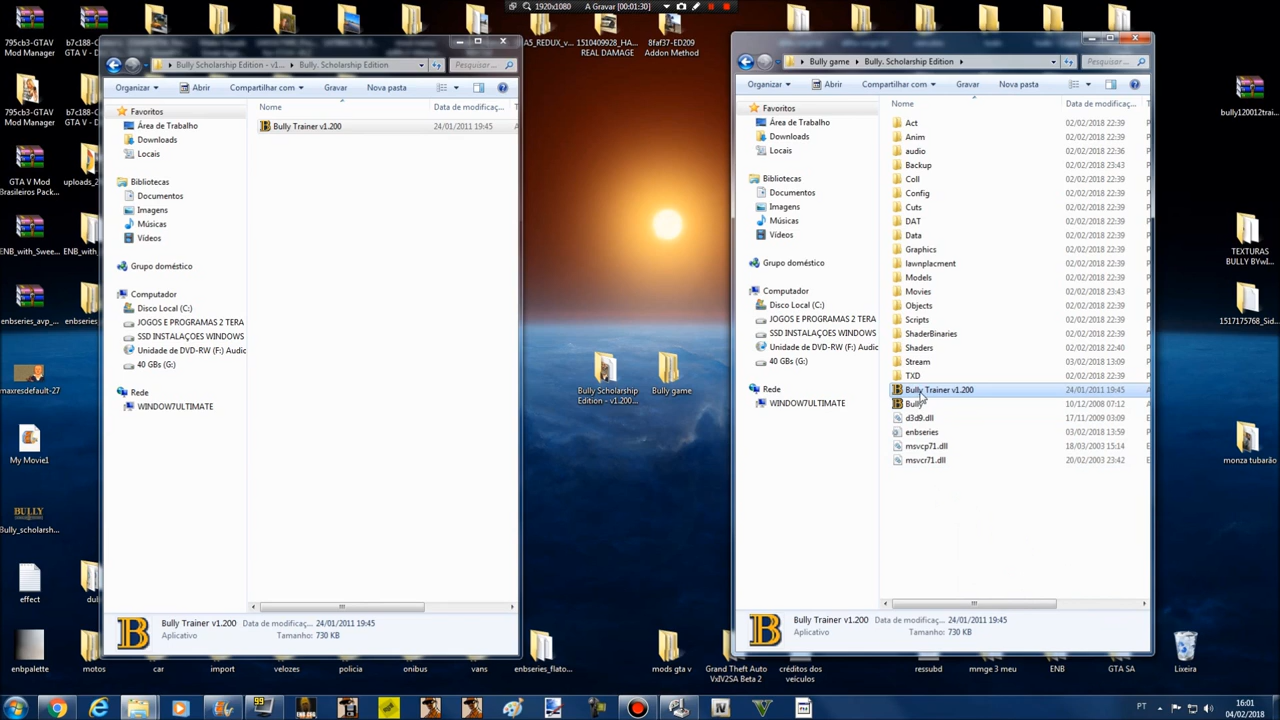 1920x1080
A Gravar (00:01:30)
795cb3-GTAV
Mod Manager
b7c188-
GTA V -
A5_REDUX_v...
1510409928_HA...
REAL DAMAGE
8faf37-ED209
Addon Method
795cb3-GTAV
Mod Manager
b7c188-
GTA V -
GTA V Mod
Brasileiros Pack...
uploads_2
ENB_with_Swee...
enbseries_avp_...
enbseries_
maxresdefault-27
My Movie1
BULLY
Bully_scholarsh...
effect
dul
enbpalette
motos
car
import
velozes
policia
onibus
vans
enbseries_flato...
mods gta v
Grand Theft Auto
VxIV2SA Beta 2
créditos dos
veículos
ressubd
mmge 3 meu
ENB
GTA SA
Lixeira
bully120012trai...
TEXTURAS
BULLY BYwl...
1517175768_Sid...
monza tubarão
Bully Scholarship
Edition - v1.200...
Bully game
Bully Scholarship Edition - v1... Bully. Scholarship Edition
Pesquisar ...
Organizar Abrir Compartilhar com Gravar Nova pasta
Nome Data de modificaç...
Bully Trainer v1.200 24/01/2011 19:45
Favoritos
Área de Trabalho
Downloads
Locais
Bibliotecas
Documentos
Imagens
Músicas
Vídeos
Grupo doméstico
Computador
Disco Local (C:)
JOGOS E PROGRAMAS 2 TERA
SSD INSTALAÇOES WINDOWS
Unidade de DVD-RW (F:) Audic
40 GBs (G:)
Rede
WINDOW7ULTIMATE
Bully Trainer v1.200 Data de modificaç... 24/01/2011 19:45
Aplicativo Tamanho: 730 KB
Bully game Bully. Scholarship Edition
Pesquisar...
Organizar Abrir Compartilhar com Gravar Nova pasta
Nome Data de modificaç...
Favoritos
Área de Trabalho
Downloads
Locais
Bibliotecas
Documentos
Imagens
Músicas
Vídeos
Grupo doméstico
Computador
Disco Local (C:)
JOGOS E PROGRAMAS 2 TERA
SSD INSTALAÇOES WINDOWS
Unidade de DVD-RW (F:) Audic
40 GBs (G:)
Rede
WINDOW7ULTIMATE
Act 02/02/2018 22:39
Anim 02/02/2018 22:39
audio 02/02/2018 22:36
Backup 02/02/2018 23:43
Coll 02/02/2018 22:39
Config 02/02/2018 22:39
Cuts 02/02/2018 22:39
DAT 02/02/2018 22:39
Data 02/02/2018 22:39
Graphics 02/02/2018 22:39
lawnplacment 02/02/2018 22:39
Models 02/02/2018 22:39
Movies 02/02/2018 23:43
Objects 02/02/2018 22:39
Scripts 02/02/2018 22:39
ShaderBinaries 02/02/2018 22:39
Shaders 02/02/2018 22:40
Stream 03/02/2018 13:09
TXD 02/02/2018 22:39
Bully Trainer v1.200 24/01/2011 19:45
Bully 10/12/2008 07:12
d3d9.dll 17/11/2009 03:09
enbseries 03/02/2018 13:59
msvcp71.dll 18/03/2003 15:14
msvcr71.dll 20/02/2003 23:42
Bully Trainer v1.200 Data de modificaç... 24/01/2011 19:45
Aplicativo Tamanho: 730 KB
PT
16:01
04/02/2018